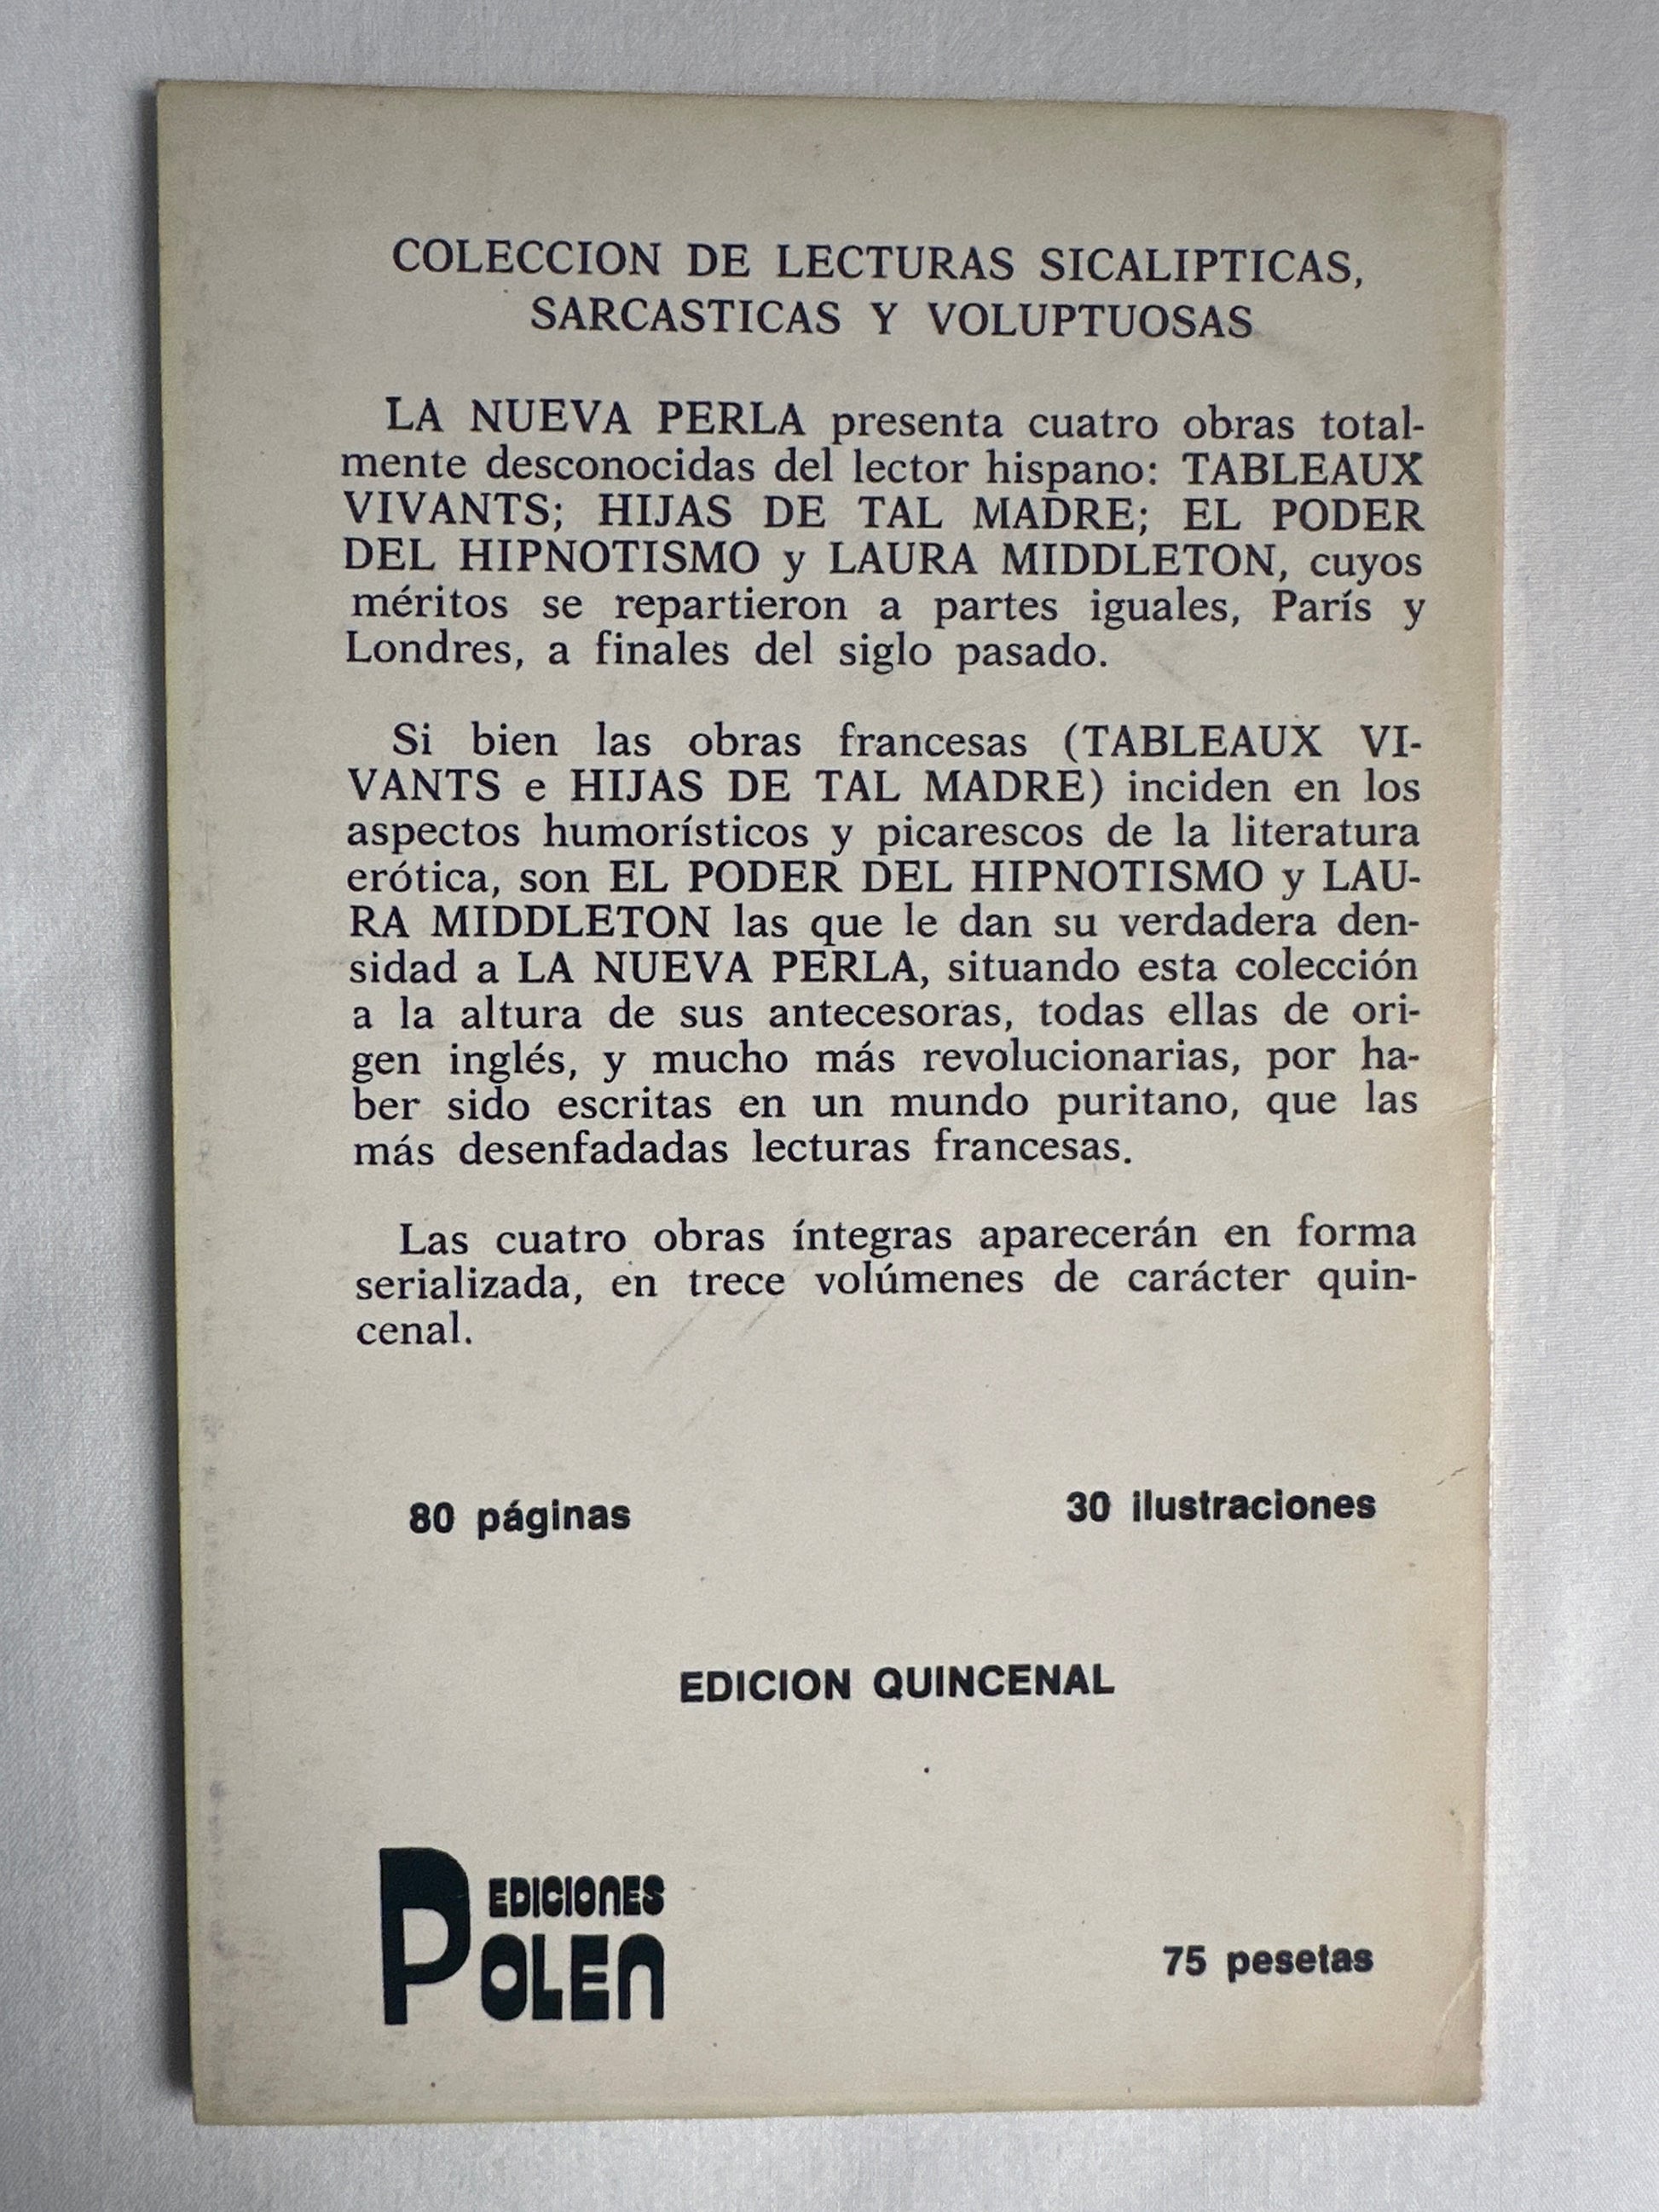 COLECCION DE LECTURAS SICALIPTICAS,
SARCASTICAS Y VOLUPTUOSAS
LA NUEVA PERLA presenta cuatro obras total-
mente desconocidas del lector hispano: TABLEAUX
VIVANTS; HIJAS DE TAL MADRE; EL PODER
DEL HIPNOTISMO y LAURA MIDDLETON, cuyos
méritos se repartieron a partes iguales, París y
Londres, a finales del siglo pasado.
Si bien las obras francesas (TABLEAUX VI-
VANTS e HIJAS DE TAL MADRE) inciden en los
aspectos humorísticos y picarescos de la literatura
erótica, son EL PODER DEL HIPNOTISMO y LAU-
RA MIDDLETON las que le dan su verdadera den-
sidad a LA NUEVA PERLA, situando esta colección
a la altura de sus antecesoras, todas ellas de ori-
gen inglés, y mucho más revolucionarias, por ha-
ber sido escritas en un mundo puritano, que las
más desenfadadas lecturas francesas.
Las cuatro obras íntegras aparecerán en forma
serializada, en trece volúmenes de carácter quin-
cenal.
80 páginas 30 ilustraciones
EDICION QUINCENAL
EDICIONES
POLEN
75 pesetas